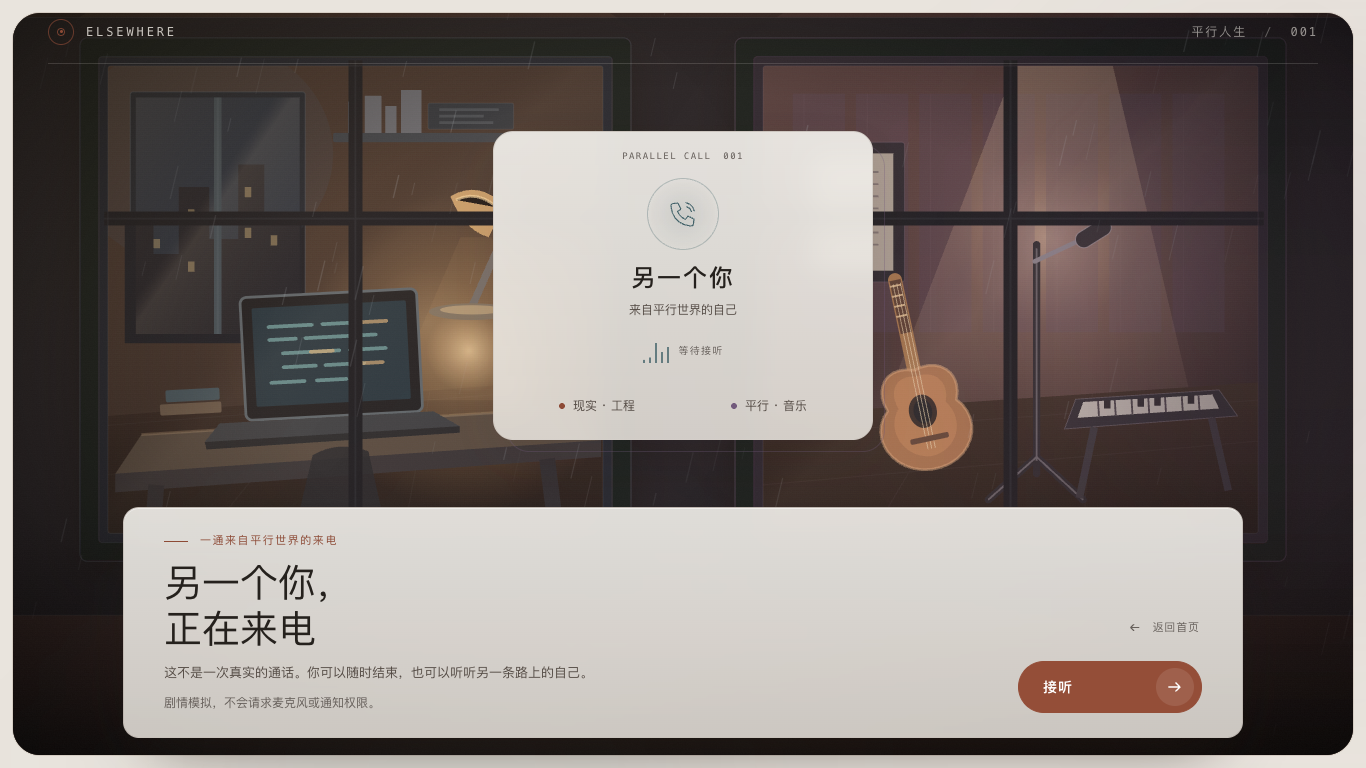 ELSEWHERE
平行人生 / 001
PARALLEL CALL 001
另一个你
来自平行世界的自己
等待接听
现实 · 工程
平行 · 音乐
一通来自平行世界的来电
另一个你，
正在来电
这不是一次真实的通话。你可以随时结束，也可以听听另一条路上的自己。
剧情模拟，不会请求麦克风或通知权限。
← 返回首页
接听 →